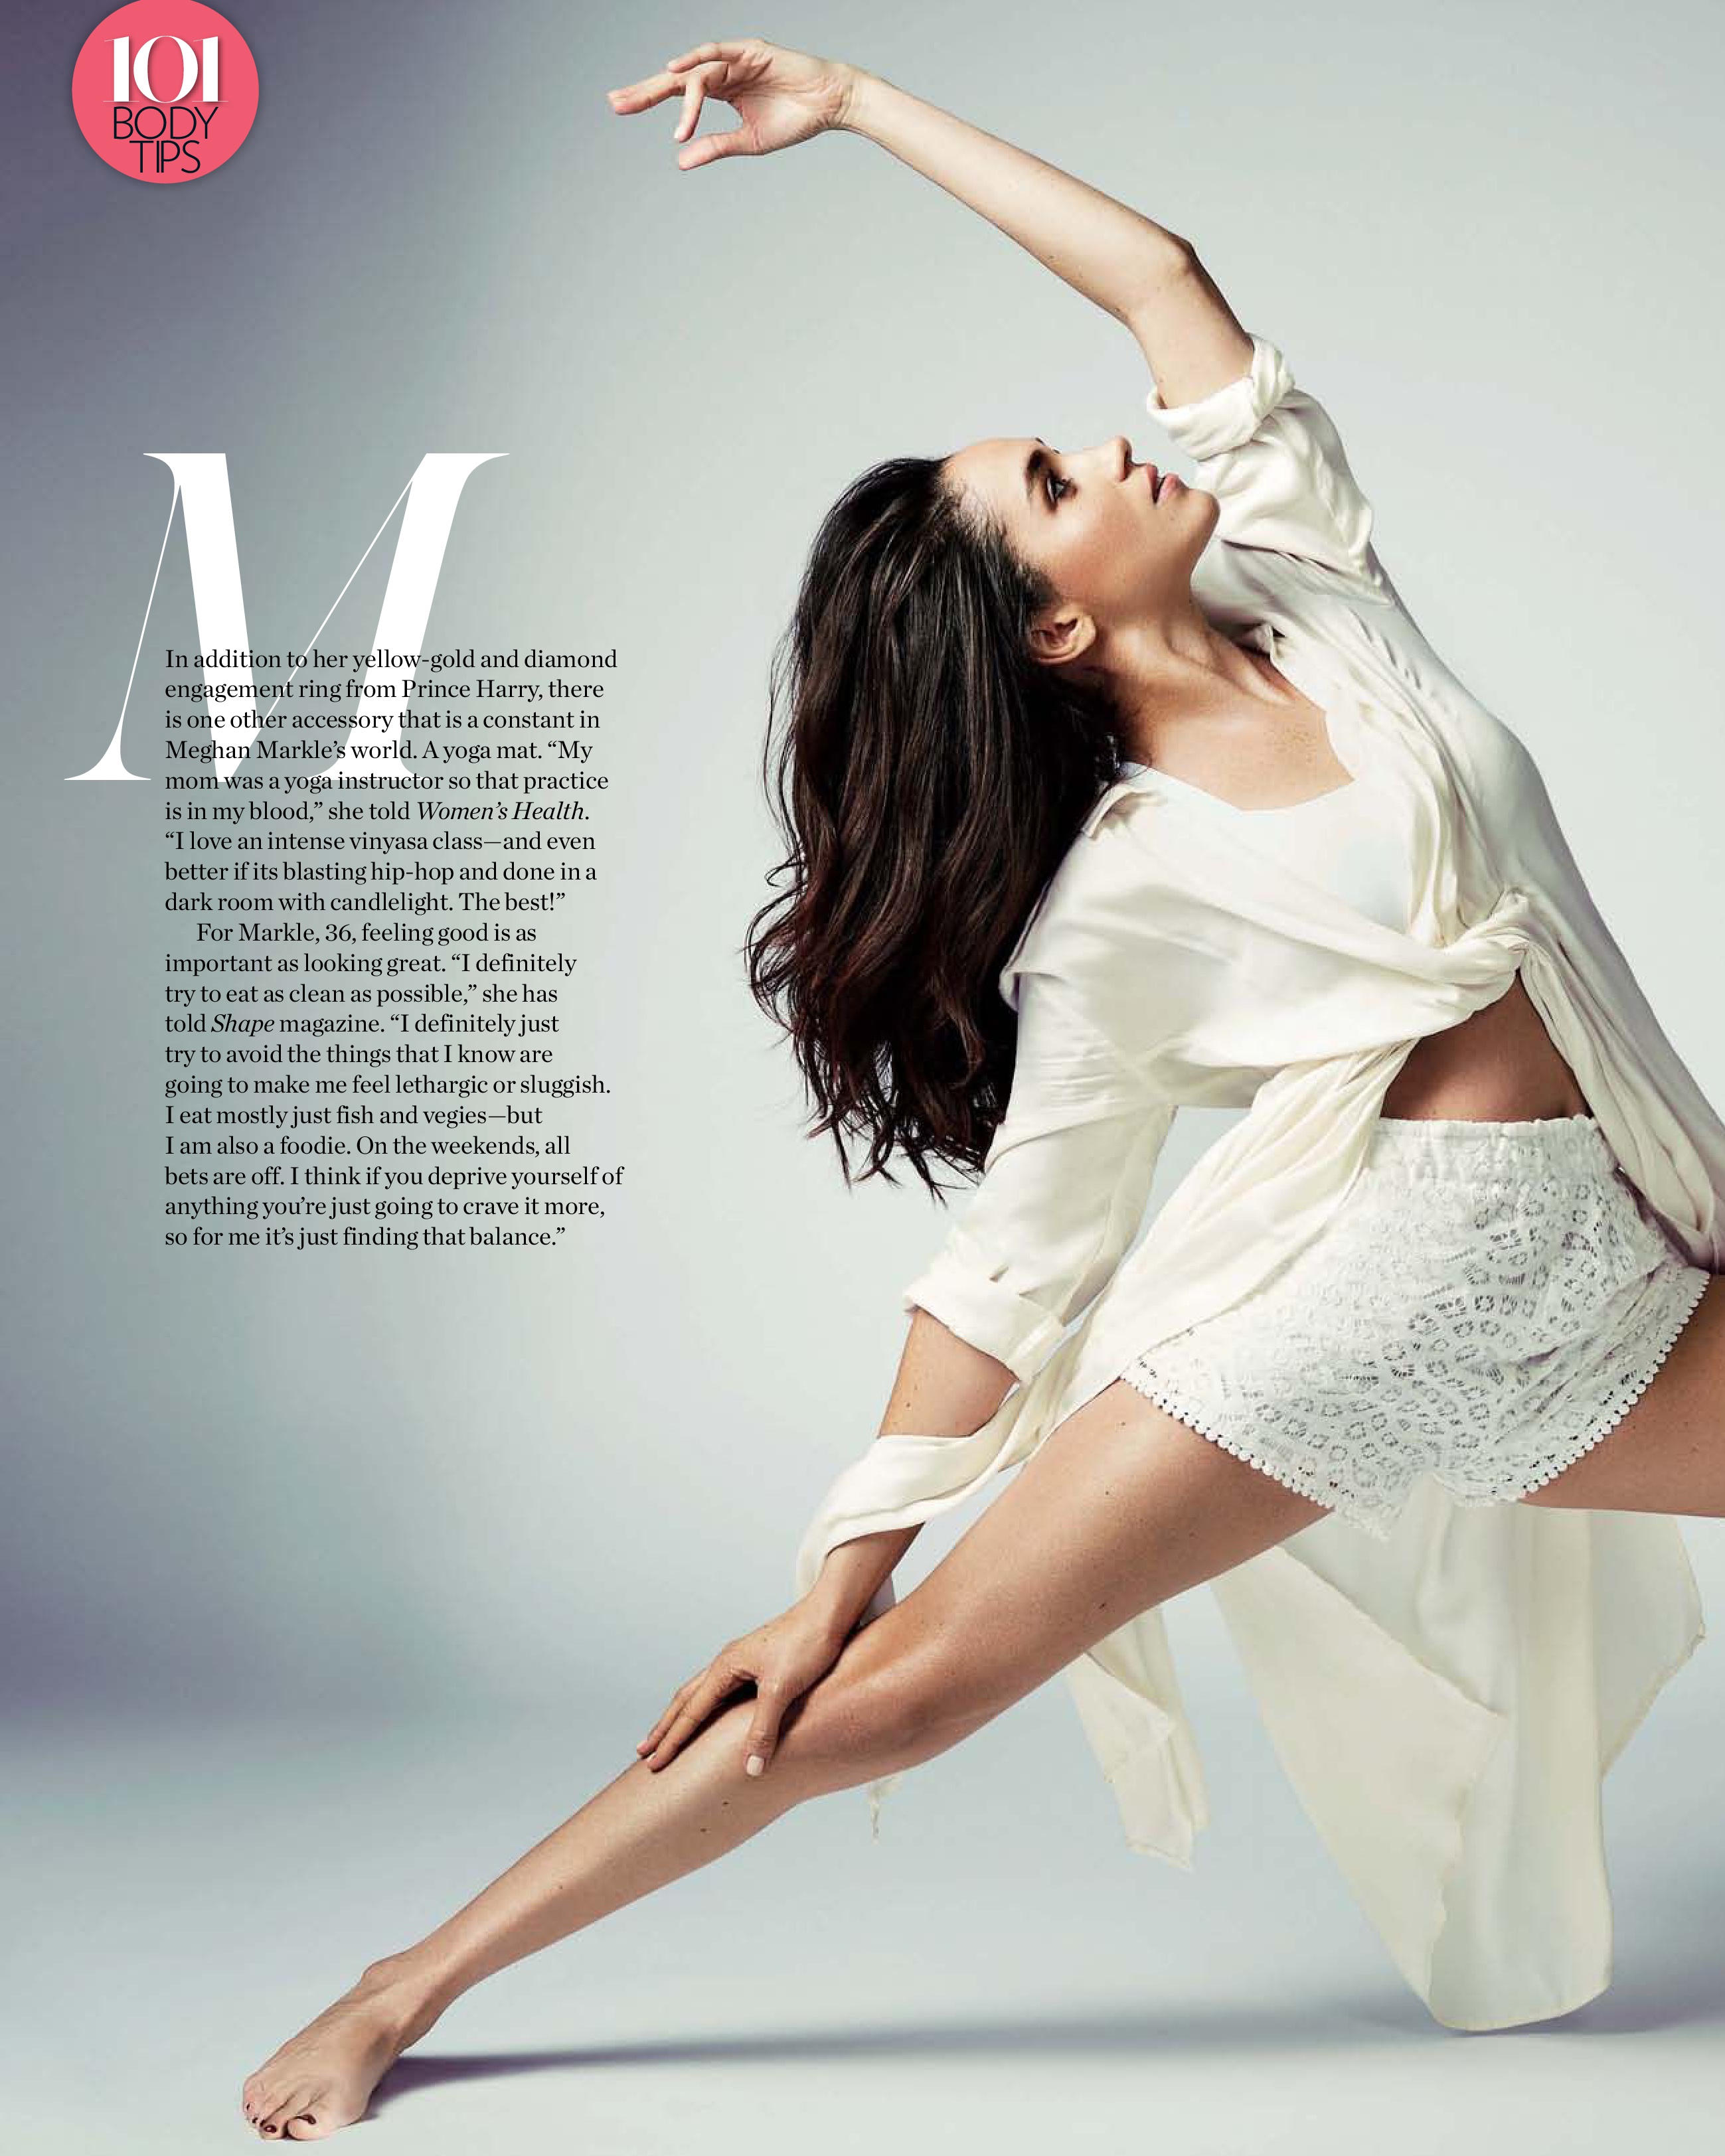 101
BODY
TIPS
M
In addition to her yellow-gold and diamond
engagement ring from Prince Harry, there
is one other accessory that is a constant in
Meghan Markle’s world. A yoga mat. “My
mom was a yoga instructor so that practice
is in my blood,” she told Women’s Health.
“I love an intense vinyasa class—and even
better if its blasting hip-hop and done in a
dark room with candlelight. The best!”
For Markle, 36, feeling good is as
important as looking great. “I definitely
try to eat as clean as possible,” she has
told Shape magazine. “I definitely just
try to avoid the things that I know are
going to make me feel lethargic or sluggish.
I eat mostly just fish and vegies—but
I am also a foodie. On the weekends, all
bets are off. I think if you deprive yourself of
anything you’re just going to crave it more,
so for me it’s just finding that balance.”